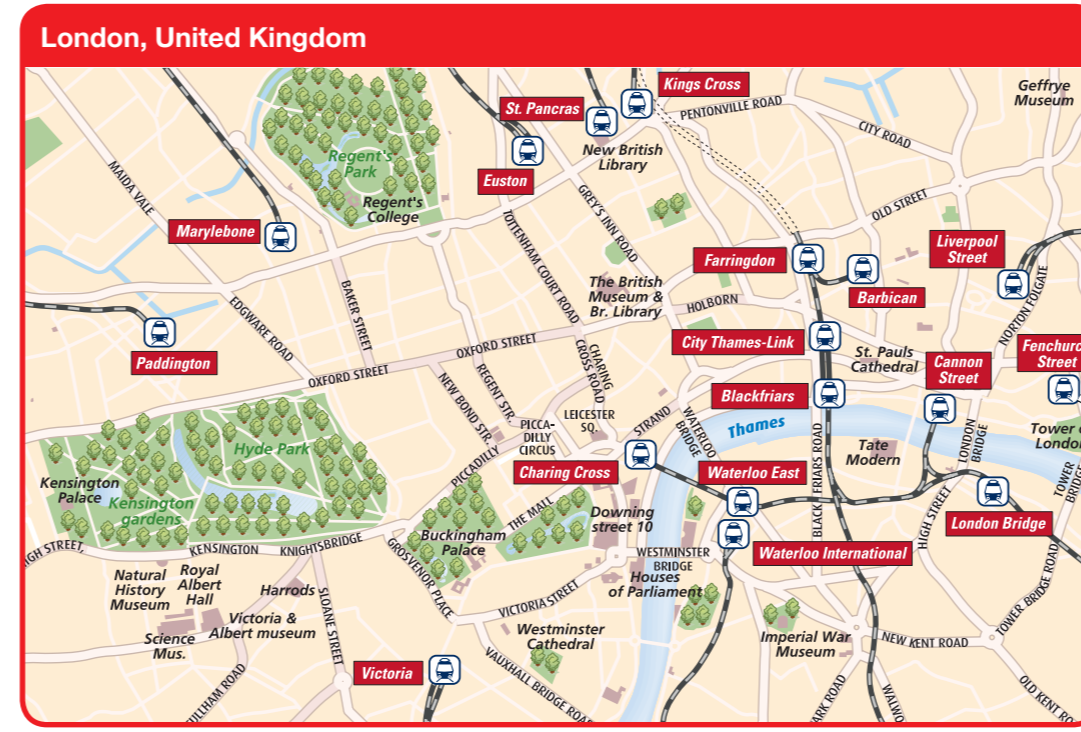 London, United Kingdom
Kings Cross
St. Pancras
PENTONVILLE ROAD
Geffrye
Museum
CITY ROAD
New British
Library
Regent's
Park
Euston
MAIDA VALE
Regent's
College
GREY'S INN ROAD
OLD STREET
Marylebone
TOTTENHAM COURT ROAD
Farringdon
Liverpool
Street
Barbican
The British
Museum &
Br. Library
HOLBORN
NORTON FOLGATE
EDGWARE ROAD
BAKER STREET
City Thames-Link
St. Pauls
Cathedral
Paddington
OXFORD STREET
OXFORD STREET
CHARING
CROSS ROAD
Cannon
Street
Street
NEW BOND STR.
REGENT STR.
Blackfriars
LEICESTER
SQ.
STRAND
WATERLOO
BRIDGE
Thames
PICCA-
DILLY
CIRCUS
LONDON
BRIDGE
Tower
London
Hyde Park
PICCADILLY
Charing Cross
Waterloo East
Tate
Modern
TOWER
BRIDGE
Kensington
Palace
Kensington
gardens
THE MALL
Downing
street 10
BLACK FRIARS ROAD
HIGH STREET
London Bridge
Buckingham
Palace
STREET,
KENSINGTON
KNIGHTSBRIDGE
GROSVENOR PLACE
WESTMINSTER
BRIDGE
Waterloo International
Natural
History
Museum
Royal
Albert
Hall
Harrods
Houses
of Parliament
VICTORIA STREET
TOWER BRIDGE ROAD
Victoria &
Albert museum
SLOANE STREET
Science
Mus.
Westminster
Cathedral
Imperial War
Museum
NEW KENT ROAD
Victoria
VAUXHALL BRIDGE ROA
ULHAM ROAD
ARK ROAD
WALWO
OLD KENT RO